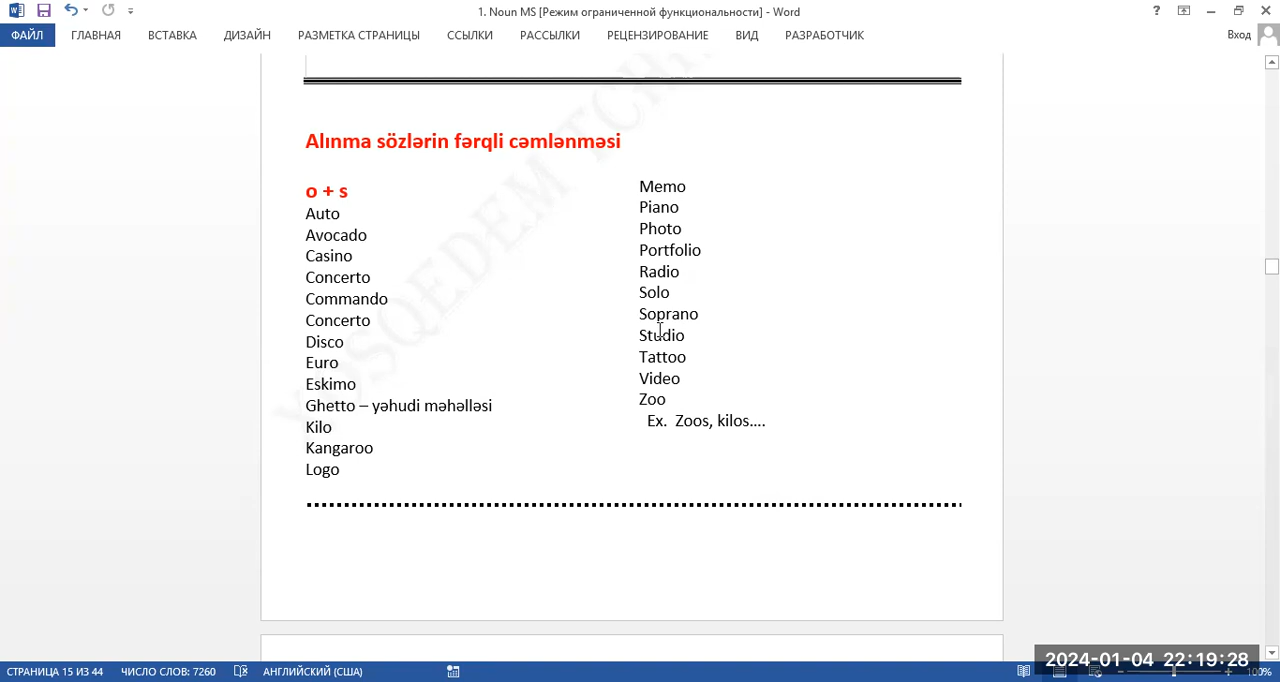 1. Noun MS [Режим ограниченной функциональности] - Word
ФАЙЛ ГЛАВНАЯ ВСТАВКА ДИЗАЙН РАЗМЕТКА СТРАНИЦЫ ССЫЛКИ РАССЫЛКИ РЕЦЕНЗИРОВАНИЕ ВИД РАЗРАБОТЧИК Вход
Alınma sözlərin fərqli cəmlənməsi
o + s
Auto
Avocado
Casino
Concerto
Commando
Concerto
Disco
Euro
Eskimo
Ghetto – yəhudi məhəlləsi
Kilo
Kangaroo
Logo
Memo
Piano
Photo
Portfolio
Radio
Solo
Soprano
Studio
Tattoo
Video
Zoo
Ex. Zoos, kilos....
СТРАНИЦА 15 ИЗ 44 ЧИСЛО СЛОВ: 7260 АНГЛИЙСКИЙ (США)
2024-01-04 22:19:28